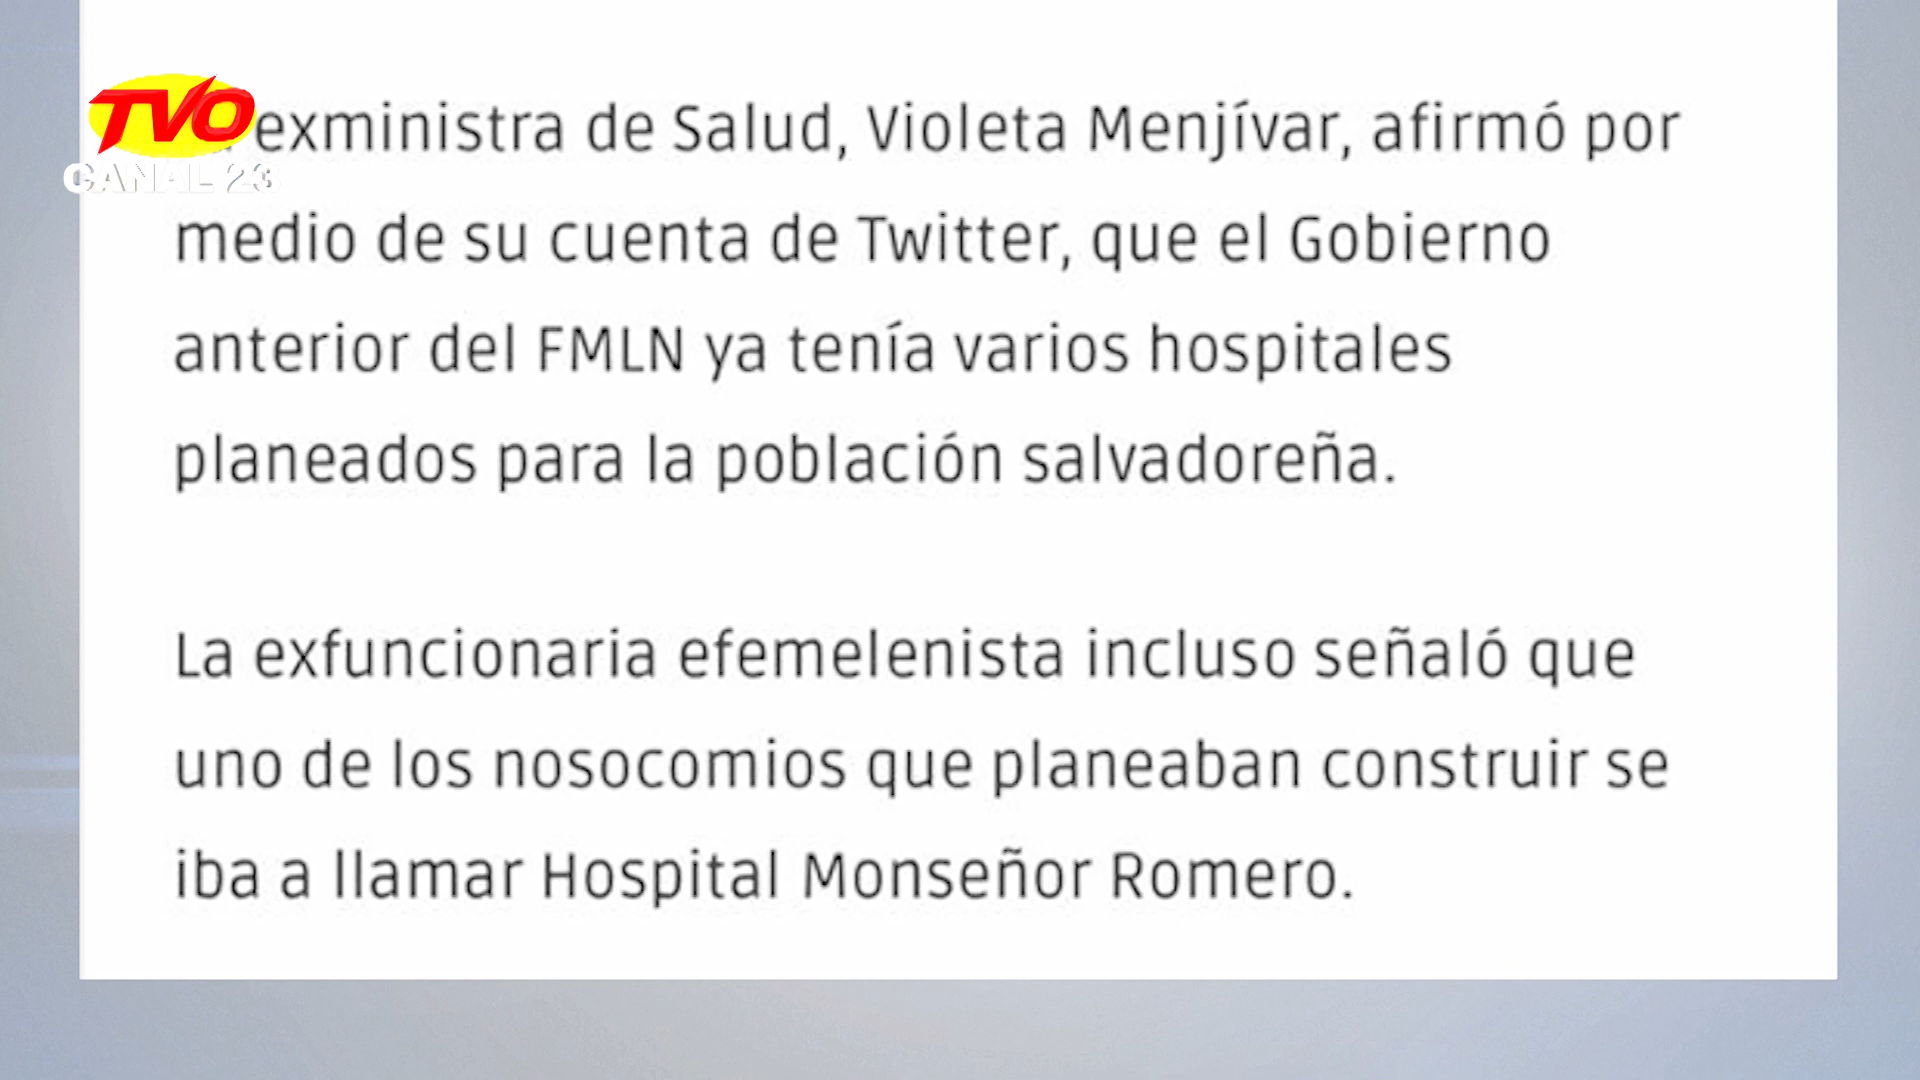 TVO
CANAL 23
exministra de Salud, Violeta Menjívar, afirmó por
medio de su cuenta de Twitter, que el Gobierno
anterior del FMLN ya tenía varios hospitales
planeados para la población salvadoreña.
La exfuncionaria efemelenista incluso señaló que
uno de los nosocomios que planeaban construir se
iba a llamar Hospital Monseñor Romero.